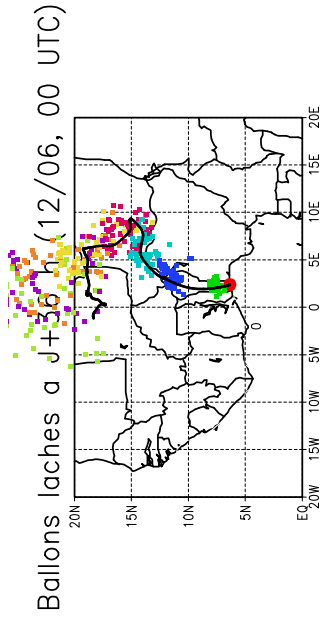 Ballons laches a J+36h (12/06, 00 UTC)
20N
15N
10N
5N
EQ
20W
15W
10W
5W
0
5E
10E
15E
20E
0